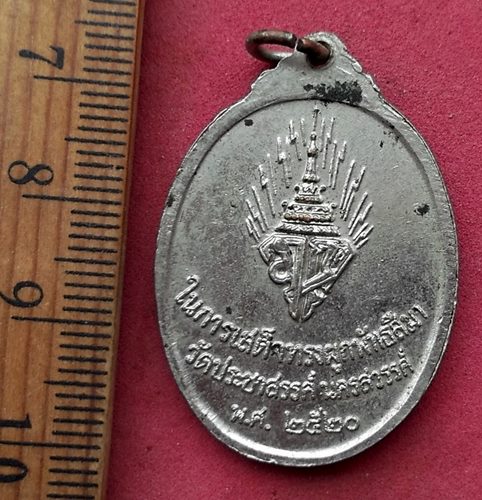 7
8
9
10
ในการเสด็จทรงผูกพัทธสีมา
วัดประชาสรรค์ นครสวรรค์
พ.ศ. ๒๕๒๐